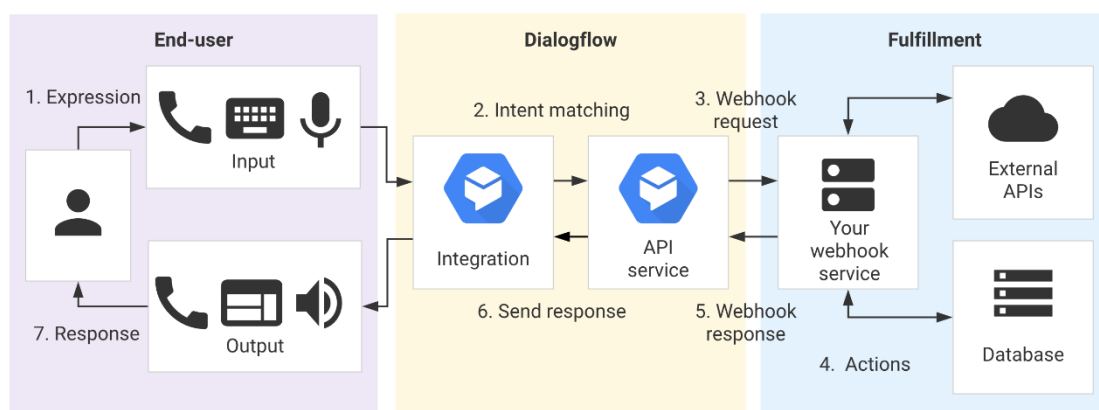 End-user
Dialogflow
Fulfillment
1. Expression
Input
7. Response
Output
2. Intent matching
Integration
API
service
6. Send response
3. Webhook
request
Your
webhook
service
5. Webhook
response
4. Actions
External
APIs
Database